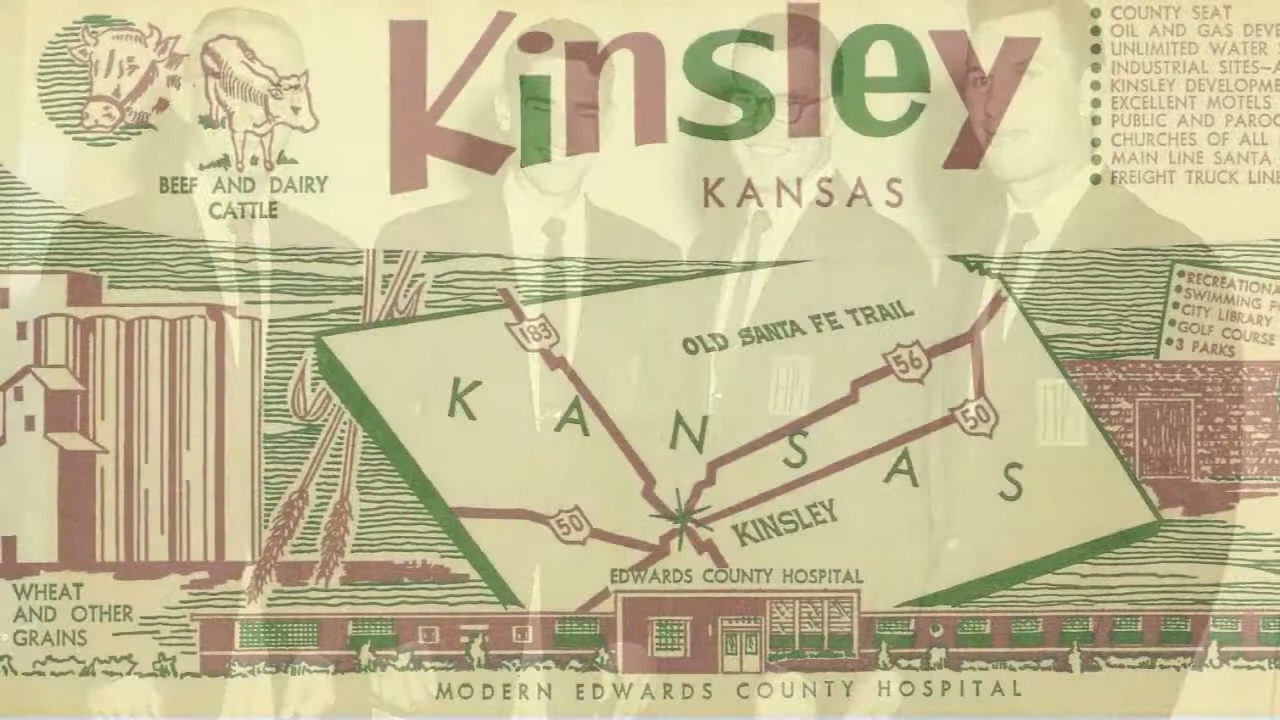 Kinsley
KANSAS
BEEF AND DAIRY
CATTLE
COUNTY SEAT
OIL AND GAS
UNLIMITED WATER
INDUSTRIAL SITES—
KINSLEY
EXCELLENT MOTELS
PUBLIC AND
CHURCHES OF ALL
MAIN LINE SANTA
FREIGHT TRUCK
183
OLD SANTA FE TRAIL
56
50
KANSAS
50
KINSLEY
SWIMMING
CITY LIBRARY
GOLF COURSE
3 PARKS
WHEAT
AND OTHER
GRAINS
EDWARDS COUNTY HOSPITAL
MODERN EDWARDS COUNTY HOSPITAL